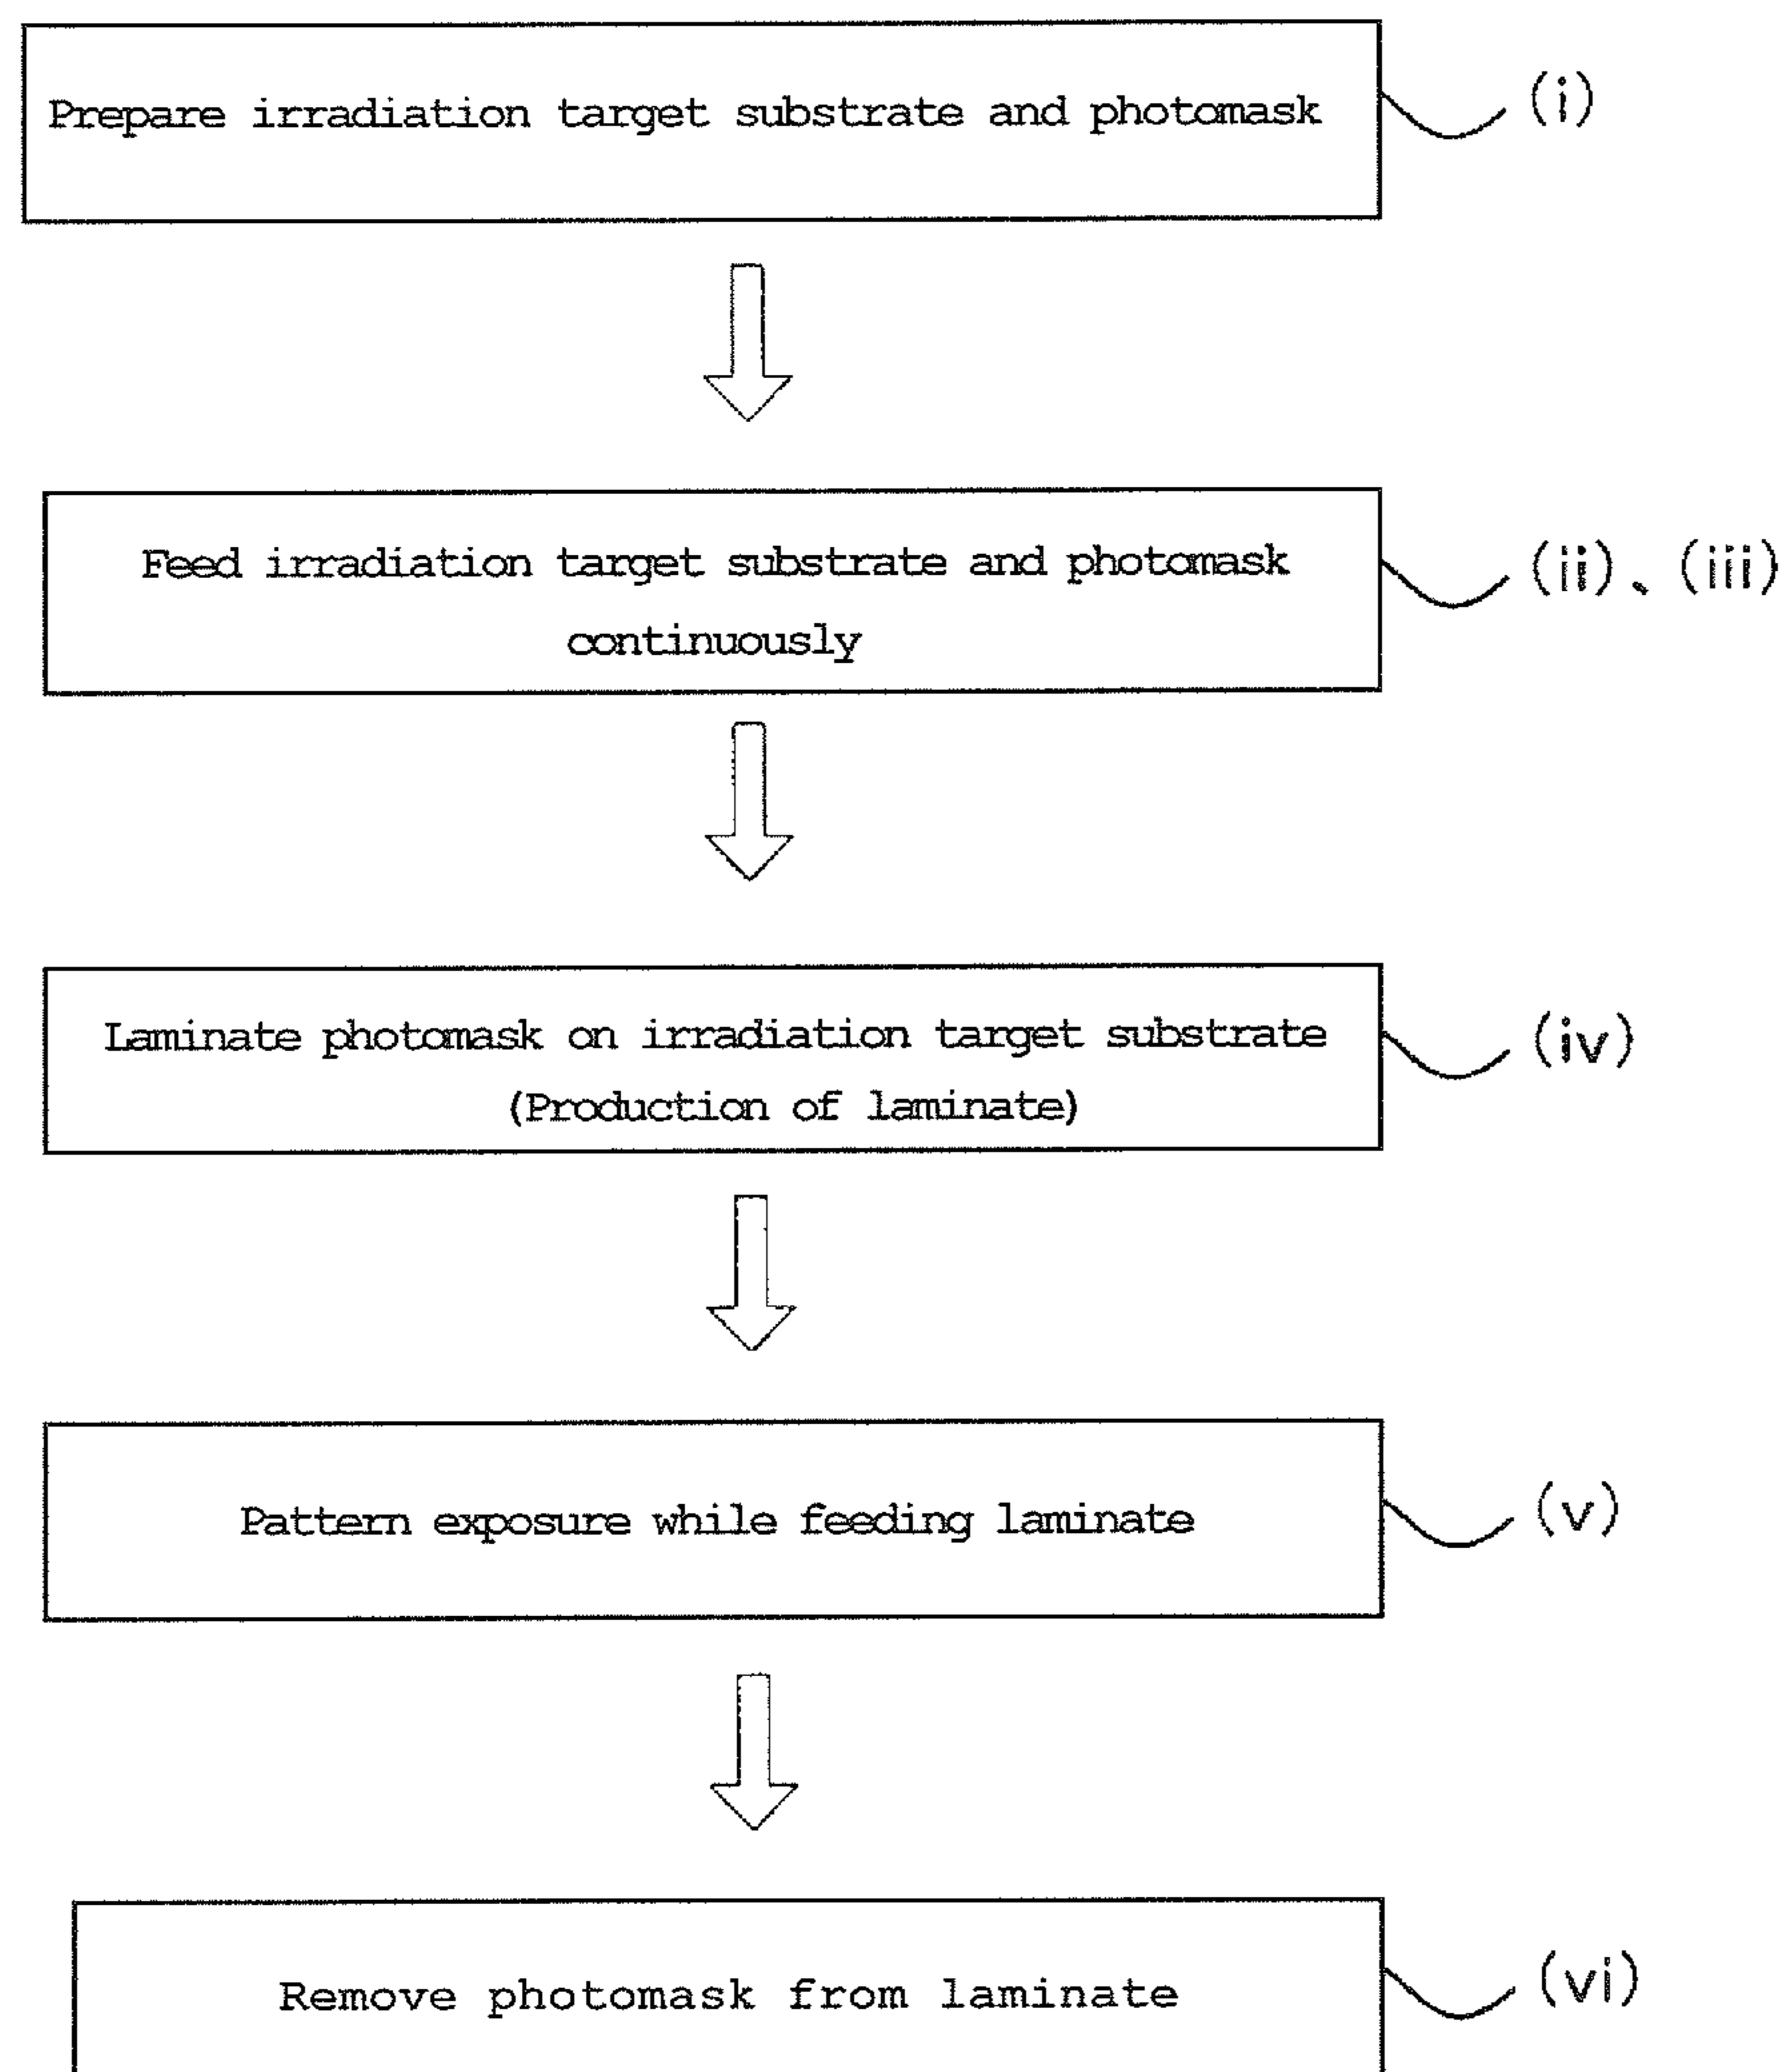 Prepare irradiation target substrate and photomask (i)
Feed irradiation target substrate and photomask (ii)、(iii)
continuously
Laminate photomask on irradiation target substrate (iv)
(Production of laminate)
Pattern exposure while feeding laminate (v)
Remove photomask from laminate (vi)